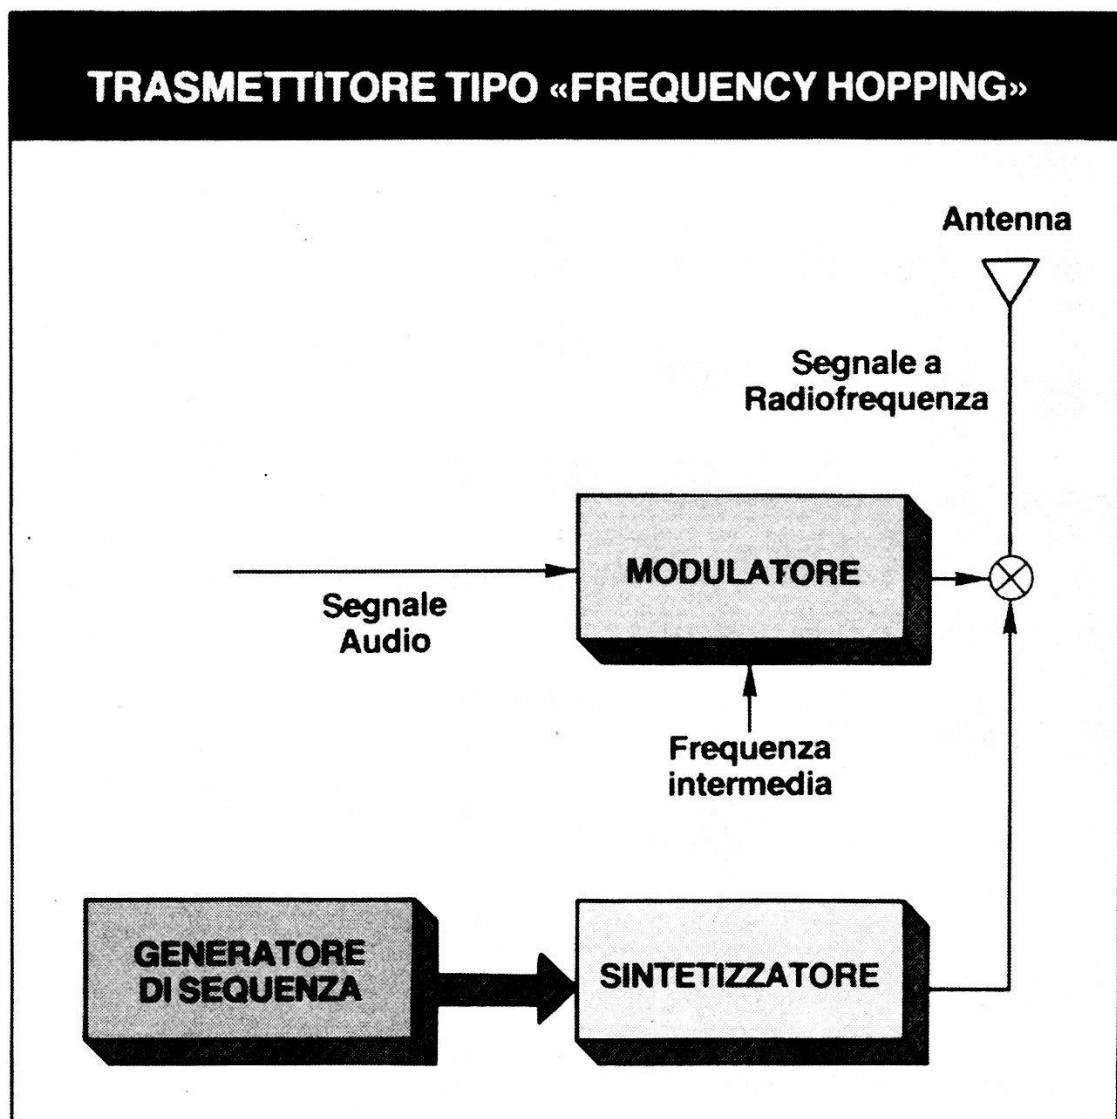 TRASMETTITORE TIPO «FREQUENCY HOPPING»
Antenna
Segnale a
Radiofrequenza
MODULATORE
Segnale
Audio
Frequenza
intermedia
GENERATORE
DI SEQUENZA
SINTETIZZATORE